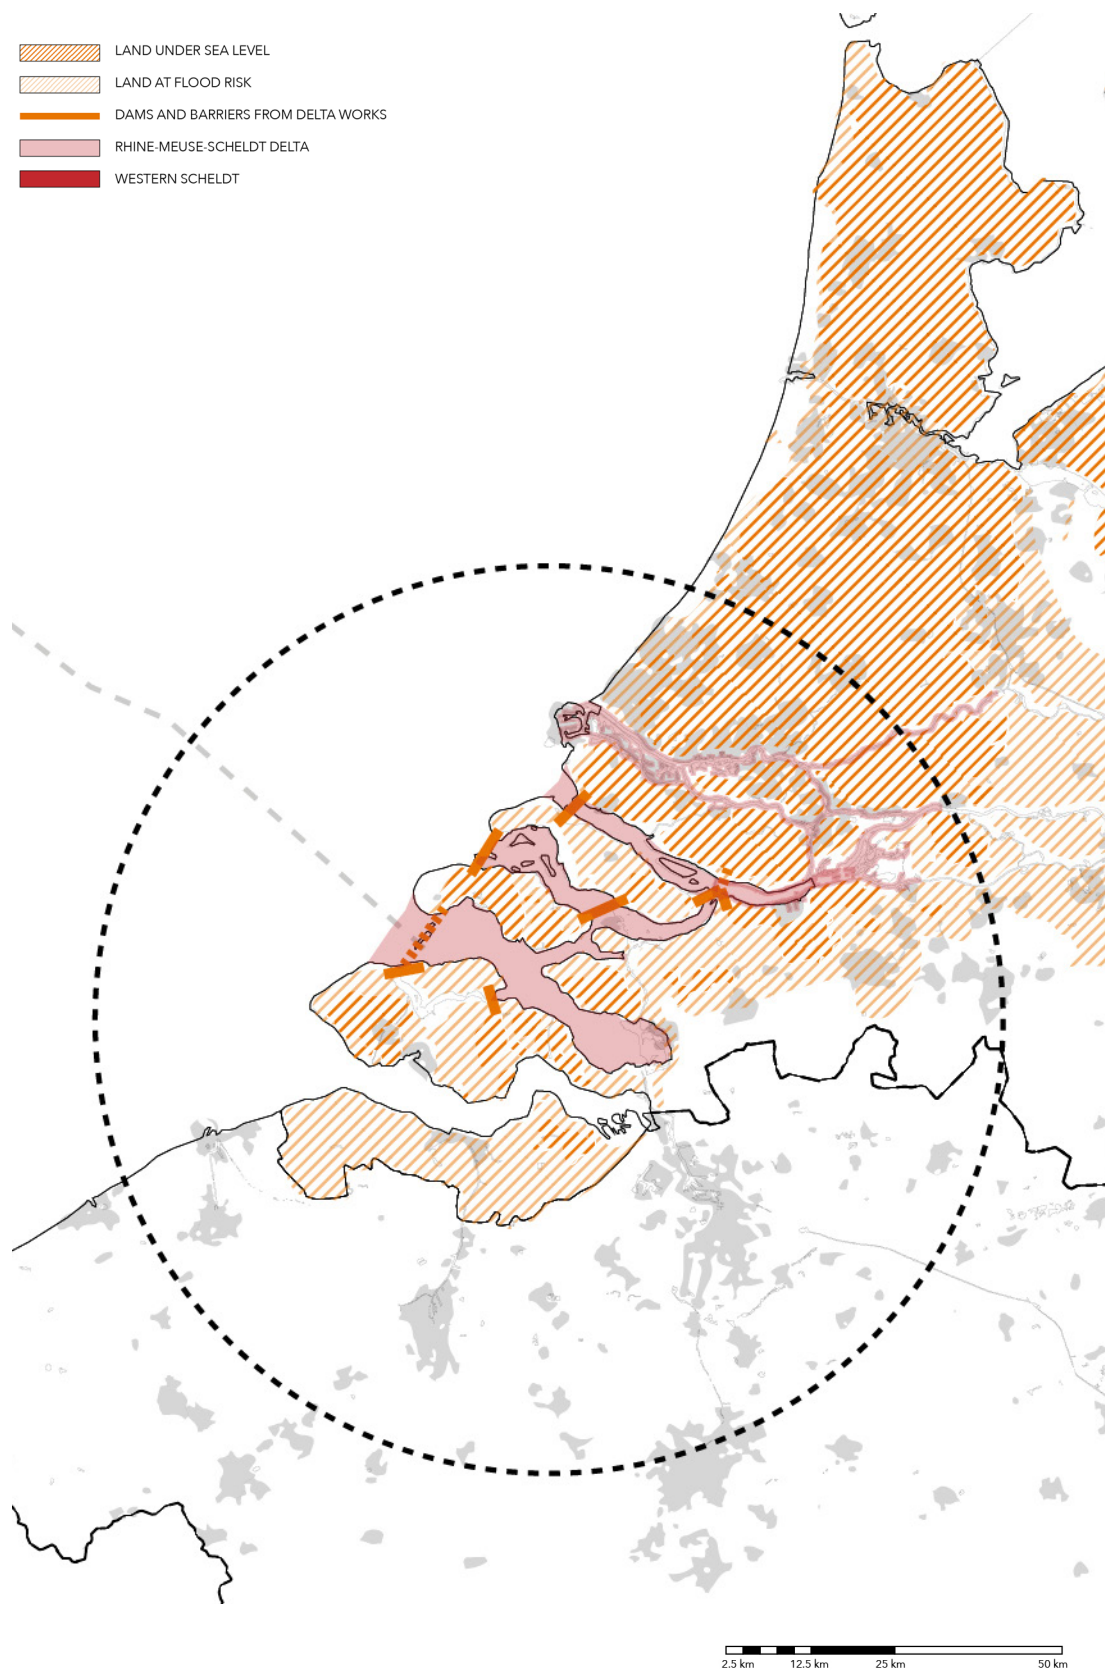 LAND UNDER SEA LEVEL
LAND AT FLOOD RISK
DAMS AND BARRIERS FROM DELTA WORKS
RHINE-MEUSE-SCHELDT DELTA
WESTERN SCHELDT
2.5 km 12.5 km 25 km 50 km